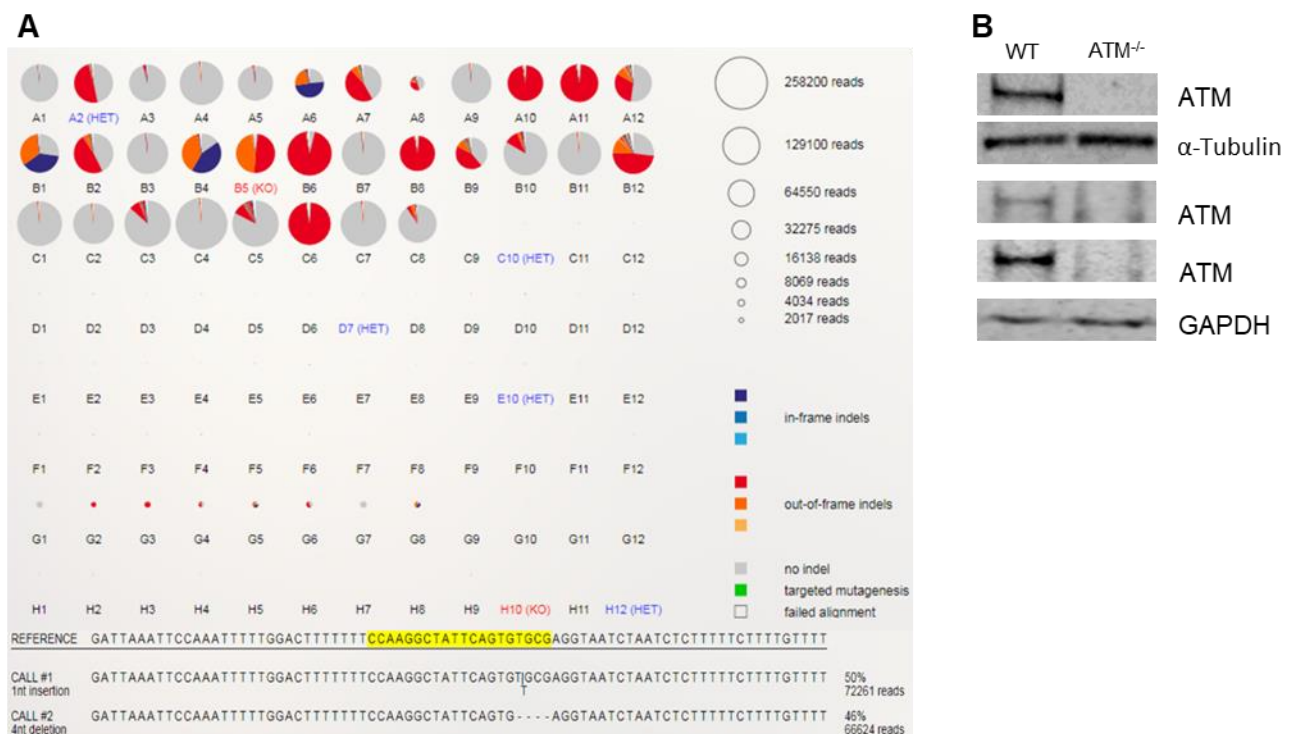 A
B
258200 reads
A1 A2 (HET) A3 A4 A5 A6 A7 A8 A9 A10 A11 A12
129100 reads
B1 B2 B3 B4 B5 (KO) B6 B7 B8 B9 B10 B11 B12
64550 reads
32275 reads
C1 C2 C3 C4 C5 C6 C7 C8 C9 C10 (HET) C11 C12
16138 reads
8069 reads
4034 reads
2017 reads
D1 D2 D3 D4 D5 D6 D7 (HET) D8 D9 D10 D11 D12
E1 E2 E3 E4 E5 E6 E7 E8 E9 E10 (HET) E11 E12
in-frame indels
F1 F2 F3 F4 F5 F6 F7 F8 F9 F10 F11 F12
out-of-frame indels
G1 G2 G3 G4 G5 G6 G7 G8 G9 G10 G11 G12
no indel
targeted mutagenesis
failed alignment
H1 H2 H3 H4 H5 H6 H7 H8 H9 H10 (KO) H11 H12 (HET)
REFERENCE GATTAAATTCCAAATTTTTGGACTTTTTTTCCAAGGCTATTCAGTGTGCGAGGTAATCTAATCTCTTTTTCTTTTGTTTT
CALL #1 GATTAAATTCCAAATTTTTGGACTTTTTTTCCAAGGCTATTCAGTGTGCGAGGTAATCTAATCTCTTTTTCTTTTGTTTT 50%
1nt insertion T 72261 reads
CALL #2 GATTAAATTCCAAATTTTTGGACTTTTTTTCCAAGGCTATTCAGTG----AGGTAATCTAATCTCTTTTTCTTTTGTTTT 46%
4nt deletion 66624 reads
WT ATM-/-
ATM
α-Tubulin
ATM
ATM
GAPDH